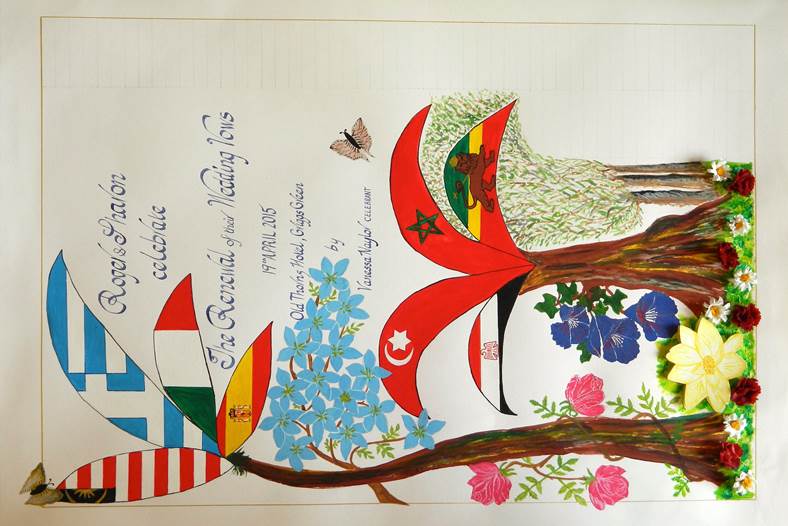 Roger & Sharon
celebrate
The Renewal of their Wedding Vows
19TH APRIL 2015
Old Thorns Hotel, Griggs Green
by
Vanessa Naylor CELEBRANT